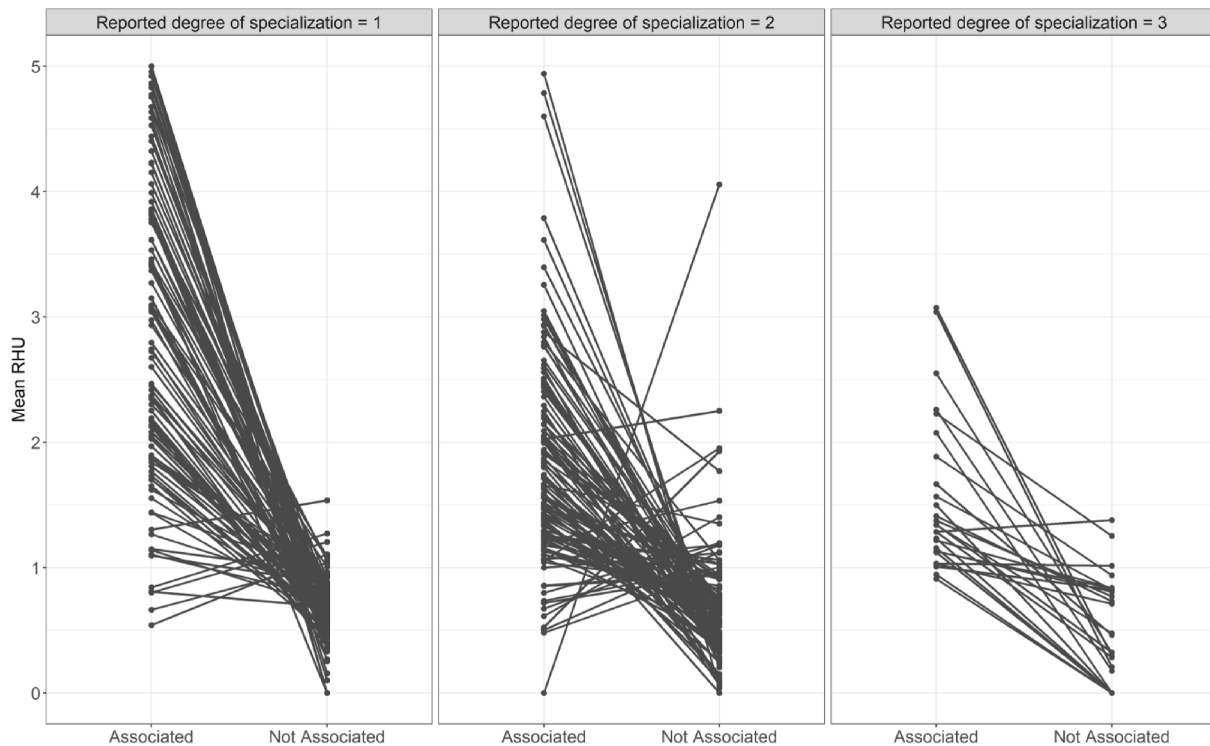 Reported degree of specialization = 1
Reported degree of specialization = 2
Reported degree of specialization = 3
5
4
3
2
1
0
Mean RHU
Associated
Not Associated
Associated
Not Associated
Associated
Not Associated